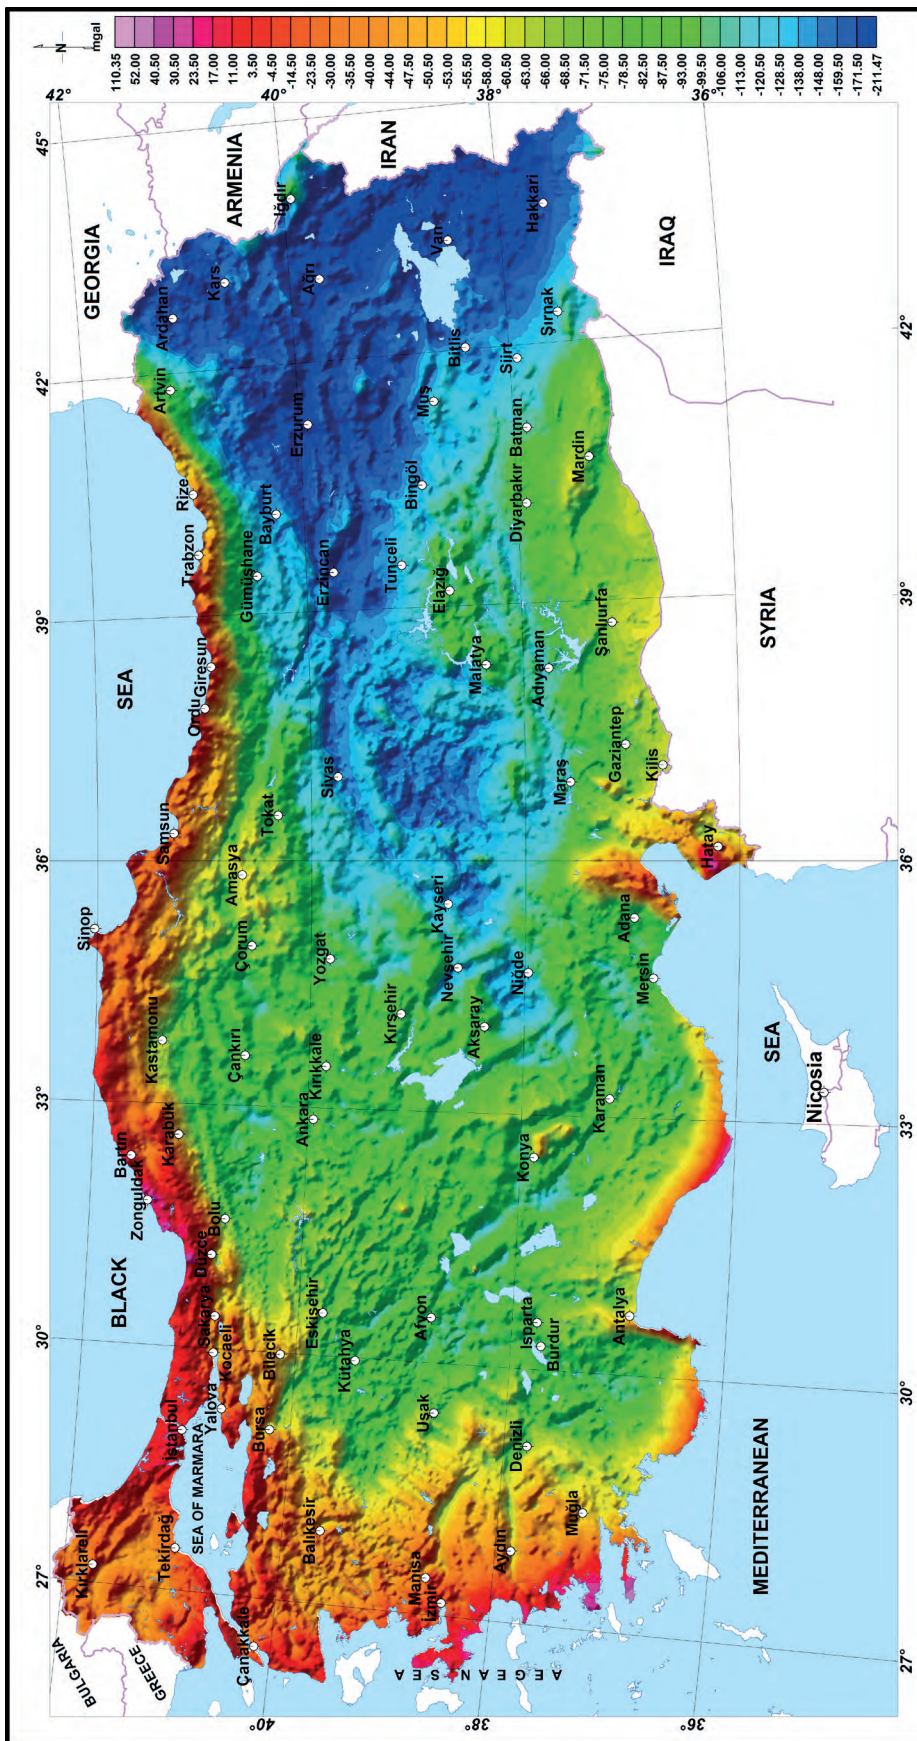 N
mgal
110.35
52.00
40.50
30.50
23.50
17.00
11.00
3.50
-4.50
-14.50
-23.50
-30.00
-35.50
-40.00
-44.00
-47.50
-50.50
-53.00
-55.50
-58.00
-60.50
-63.00
-66.00
-68.50
-71.50
-75.00
-78.50
-82.50
-87.50
-93.00
-99.50
-106.00
-113.00
-120.50
-128.50
-138.00
-148.00
-159.50
-171.50
-211.47
42°
40°
38°
36°
45°
42°
39°
36°
33°
30°
27°
42°
39°
36°
33°
30°
27°
40°
38°
36°
GEORGIA
ARMENIA
IRAN
IRAQ
SYRIA
BULGARIA
GREECE
BLACK
SEA
SEA OF MARMARA
AEGEAN SEA
MEDITERRANEAN
SEA
Nicosia
Kırklareli
Tekirdağ
İstanbul
Çanakkale
Yalova
Kocaeli
Sakarya
Düzce
Bolu
Zonguldak
Bartın
Karabük
Kastamonu
Sinop
Samsun
Ordu
Giresun
Trabzon
Rize
Artvin
Ardahan
Kars
Iğdır
Ağrı
Erzurum
Bayburt
Gümüşhane
Erzincan
Tokat
Amasya
Çorum
Çankırı
Kırıkkale
Ankara
Yozgat
Sivas
Bursa
Bilecik
Eskişehir
Kütahya
Balıkesir
Manisa
İzmir
Uşak
Afyon
Aydın
Denizli
Muğla
Isparta
Burdur
Antalya
Konya
Karaman
Aksaray
Kırşehir
Nevşehir
Niğde
Kayseri
Mersin
Adana
Hatay
Maraş
Gaziantep
Kilis
Malatya
Adıyaman
Şanlıurfa
Elazığ
Tunceli
Bingöl
Muş
Bitlis
Van
Hakkari
Siirt
Şırnak
Batman
Diyarbakır
Mardin